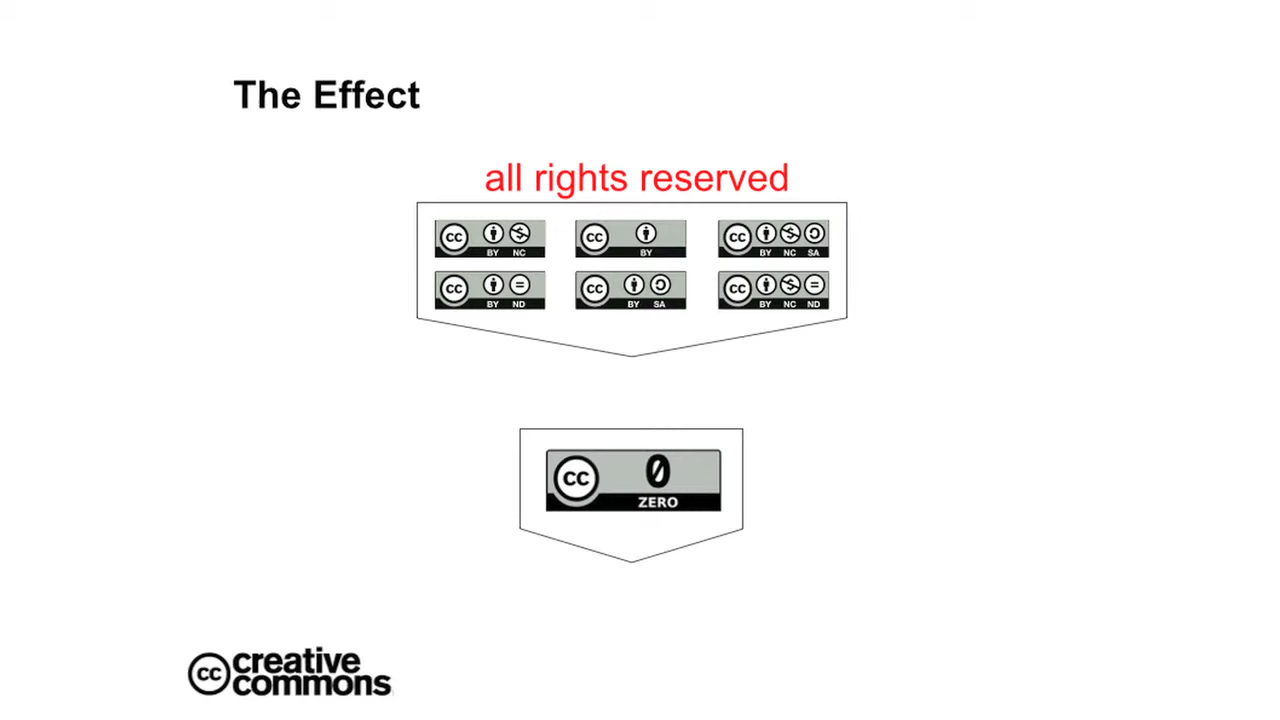 The Effect
all rights reserved
cc BY NC
cc BY
cc BY NC SA
cc BY ND
cc BY SA
cc BY NC ND
cc 0 ZERO
cc creative commons